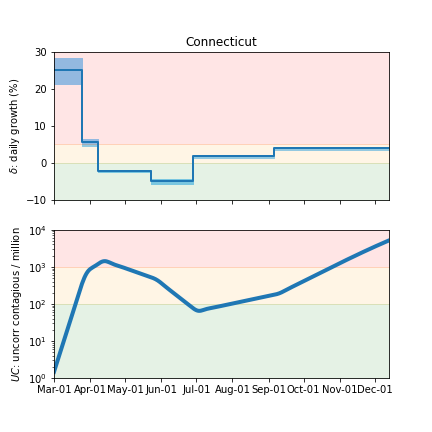 Connecticut
30
20
10
0
−10
δ: daily growth (%)
10⁴
10³
10²
10¹
10⁰
UC: uncorr contagious / million
Mar-01 Apr-01 May-01 Jun-01 Jul-01 Aug-01 Sep-01 Oct-01 Nov-01 Dec-01